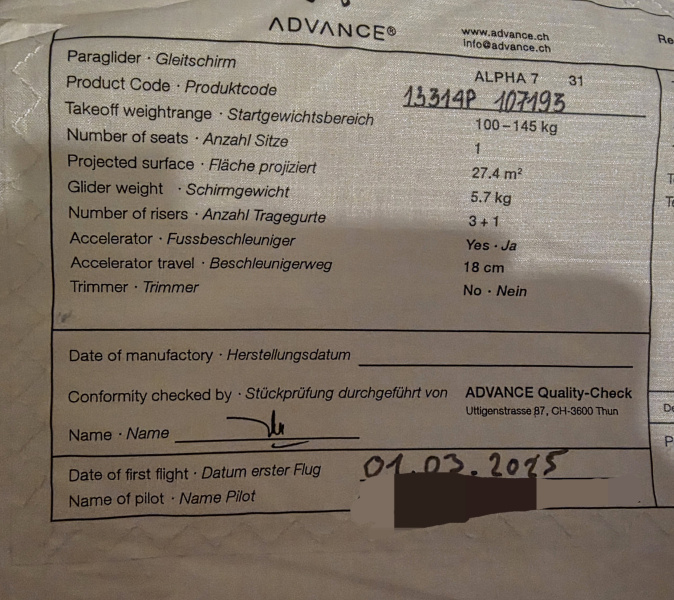 ADVANCE®
www.advance.ch
info@advance.ch
Re
Paraglider · Gleitschirm ALPHA 7 31
Product Code · Produktcode 13314P 107193
Takeoff weightrange · Startgewichtsbereich 100–145 kg
Number of seats · Anzahl Sitze 1
Projected surface · Fläche projiziert 27.4 m²
Glider weight · Schirmgewicht 5.7 kg
Number of risers · Anzahl Tragegurte 3+1
Accelerator · Fussbeschleuniger Yes · Ja
Accelerator travel · Beschleunigerweg 18 cm
Trimmer · Trimmer No · Nein
Date of manufactory · Herstellungsdatum
Conformity checked by · Stückprüfung durchgeführt von ADVANCE Quality-Check
Uttigenstrasse 87, CH-3600 Thun
Name · Name
Date of first flight · Datum erster Flug 01.03.2015
Name of pilot · Name Pilot